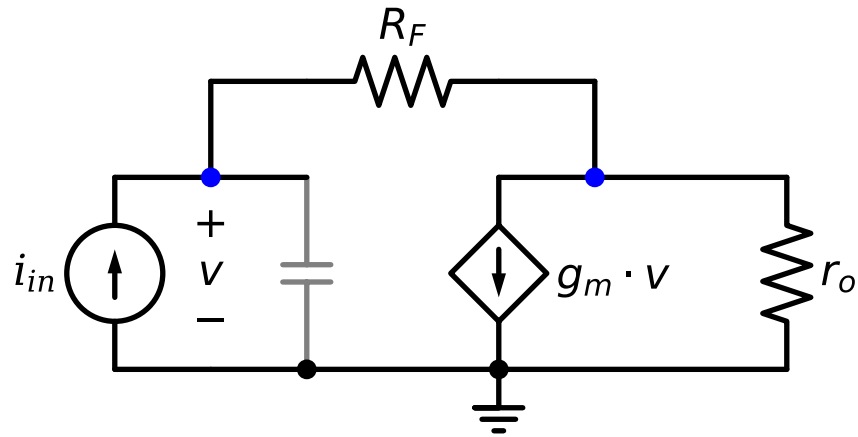 R_F
+
i_in
v
g_m · v
r_o
−